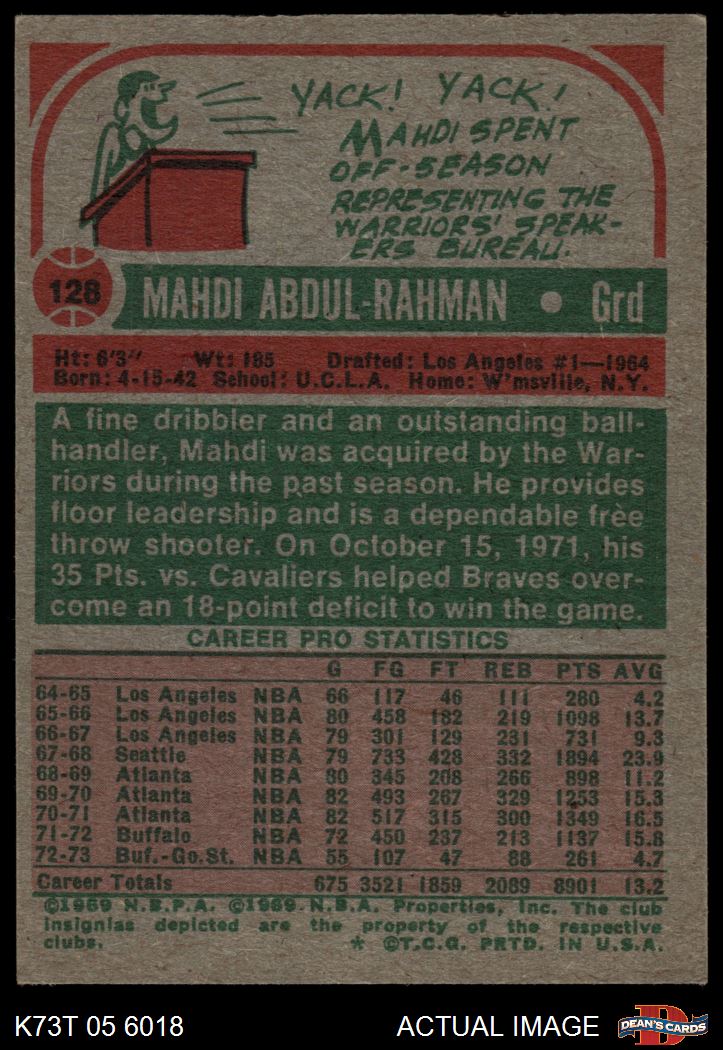 YACK! YACK!
MAHDI SPENT
OFF-SEASON
REPRESENTING THE
WARRIORS' SPEAK-
ERS BUREAU.
128 MAHDI ABDUL-RAHMAN • Grd
Ht: 6'3" Wt: 185 Drafted: Los Angeles #1—1964
Born: 4-15-42 School: U.C.L.A. Home: W'msville, N.Y.
A fine dribbler and an outstanding ball-
handler, Mahdi was acquired by the War-
riors during the past season. He provides
floor leadership and is a dependable free
throw shooter. On October 15, 1971, his
35 Pts. vs. Cavaliers helped Braves over-
come an 18-point deficit to win the game.
CAREER PRO STATISTICS
G FG FT REB PTS AVG
64-65 Los Angeles NBA 66 117 46 111 280 4.2
65-66 Los Angeles NBA 80 458 182 219 1098 13.7
66-67 Los Angeles NBA 79 301 129 231 731 9.3
67-68 Seattle NBA 79 733 428 332 1894 23.9
68-69 Atlanta NBA 80 345 208 266 898 11.2
69-70 Atlanta NBA 82 493 267 329 1253 15.3
70-71 Atlanta NBA 82 517 315 300 1349 16.5
71-72 Buffalo NBA 72 450 237 213 1137 15.8
72-73 Buf.-Go.St. NBA 55 107 47 88 261 4.7
Career Totals 675 3521 1859 2089 8901 13.2
©1969 N.B.P.A. ©1969 N.B.A. Properties, Inc. The club
insignias depicted are the property of the respective
clubs. * ©T.C.G. PRTD. IN U.S.A.
K73T 05 6018 ACTUAL IMAGE D DEAN'S CARDS